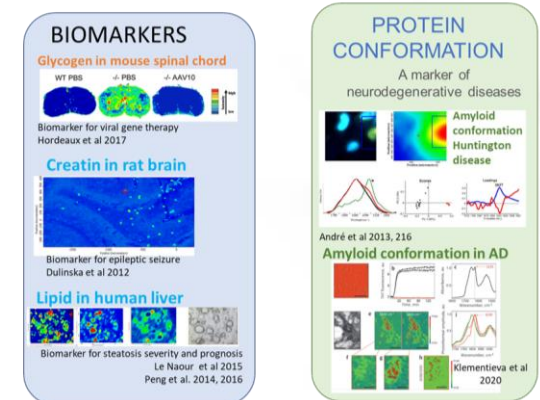 BIOMARKERS
Glycogen in mouse spinal chord
WT PBS -/- PBS -/- AAV10
Biomarker for viral gene therapy
Hordeaux et al 2017
Creatin in rat brain
Biomarker for epileptic seizure
Dulinska et al 2012
Lipid in human liver
Biomarker for steatosis severity and prognosis
Le Naour et al 2015
Peng et al. 2014, 2016
PROTEIN
CONFORMATION
A marker of
neurodegenerative diseases
Amyloid
conformation
Huntington
disease
André et al 2013, 216
Amyloid conformation in AD
Klementieva et al
2020